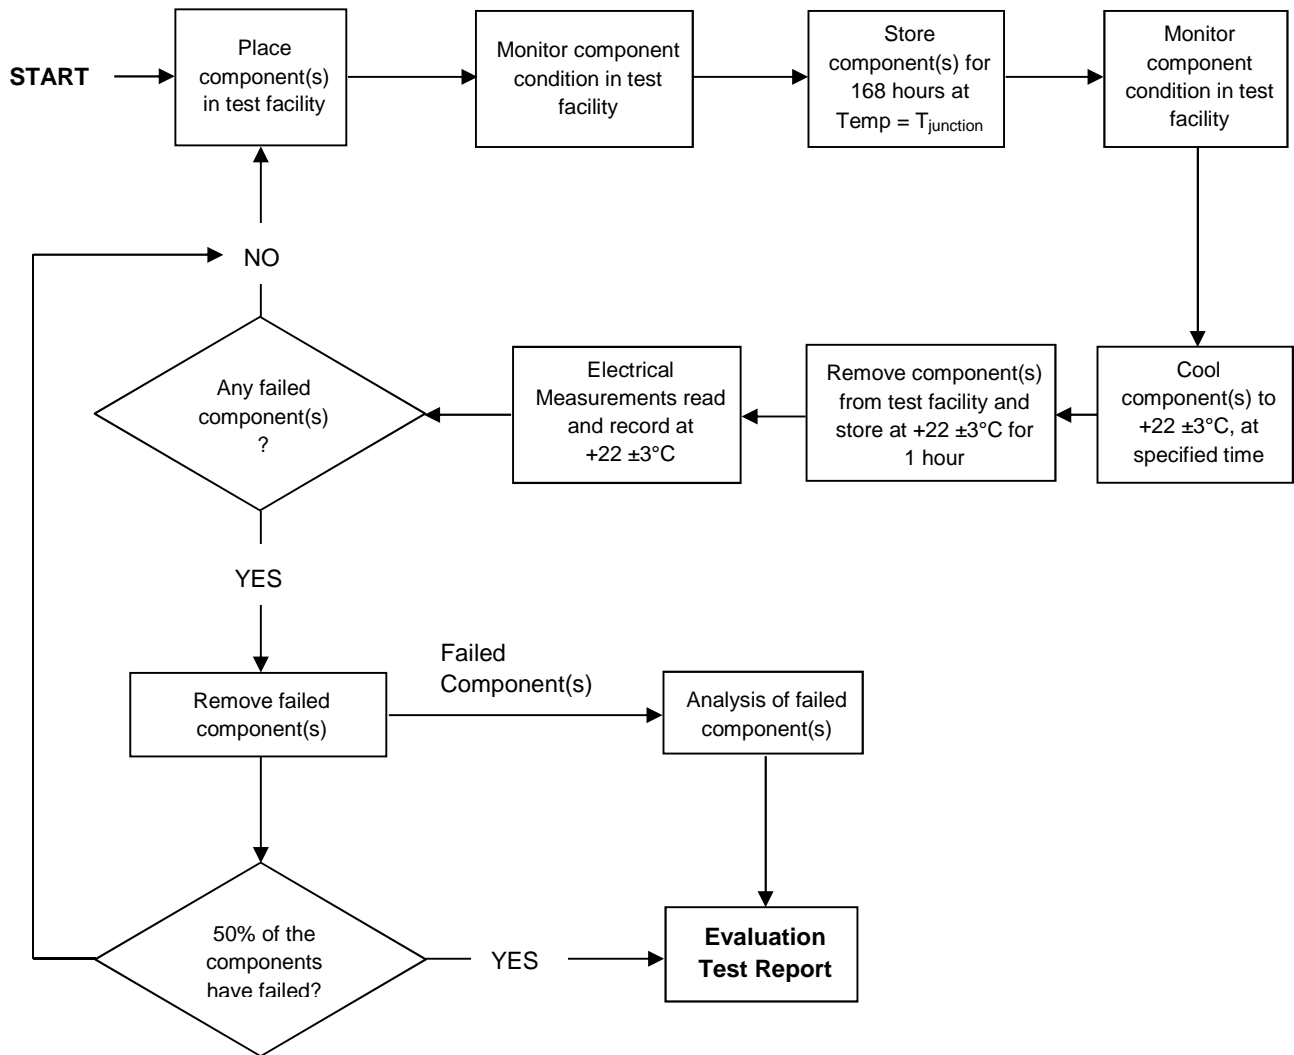 START
Place
component(s)
in test facility
Monitor component
condition in test
facility
Store
component(s) for
168 hours at
Temp = Tjunction
Monitor
component
condition in test
facility
Cool
component(s) to
+22 ±3°C, at
specified time
Remove component(s)
from test facility and
store at +22 ±3°C for
1 hour
Electrical
Measurements read
and record at
+22 ±3°C
Any failed
component(s)
?
NO
YES
Remove failed
component(s)
Failed
Component(s)
Analysis of failed
component(s)
50% of the
components
have failed?
YES
Evaluation
Test Report